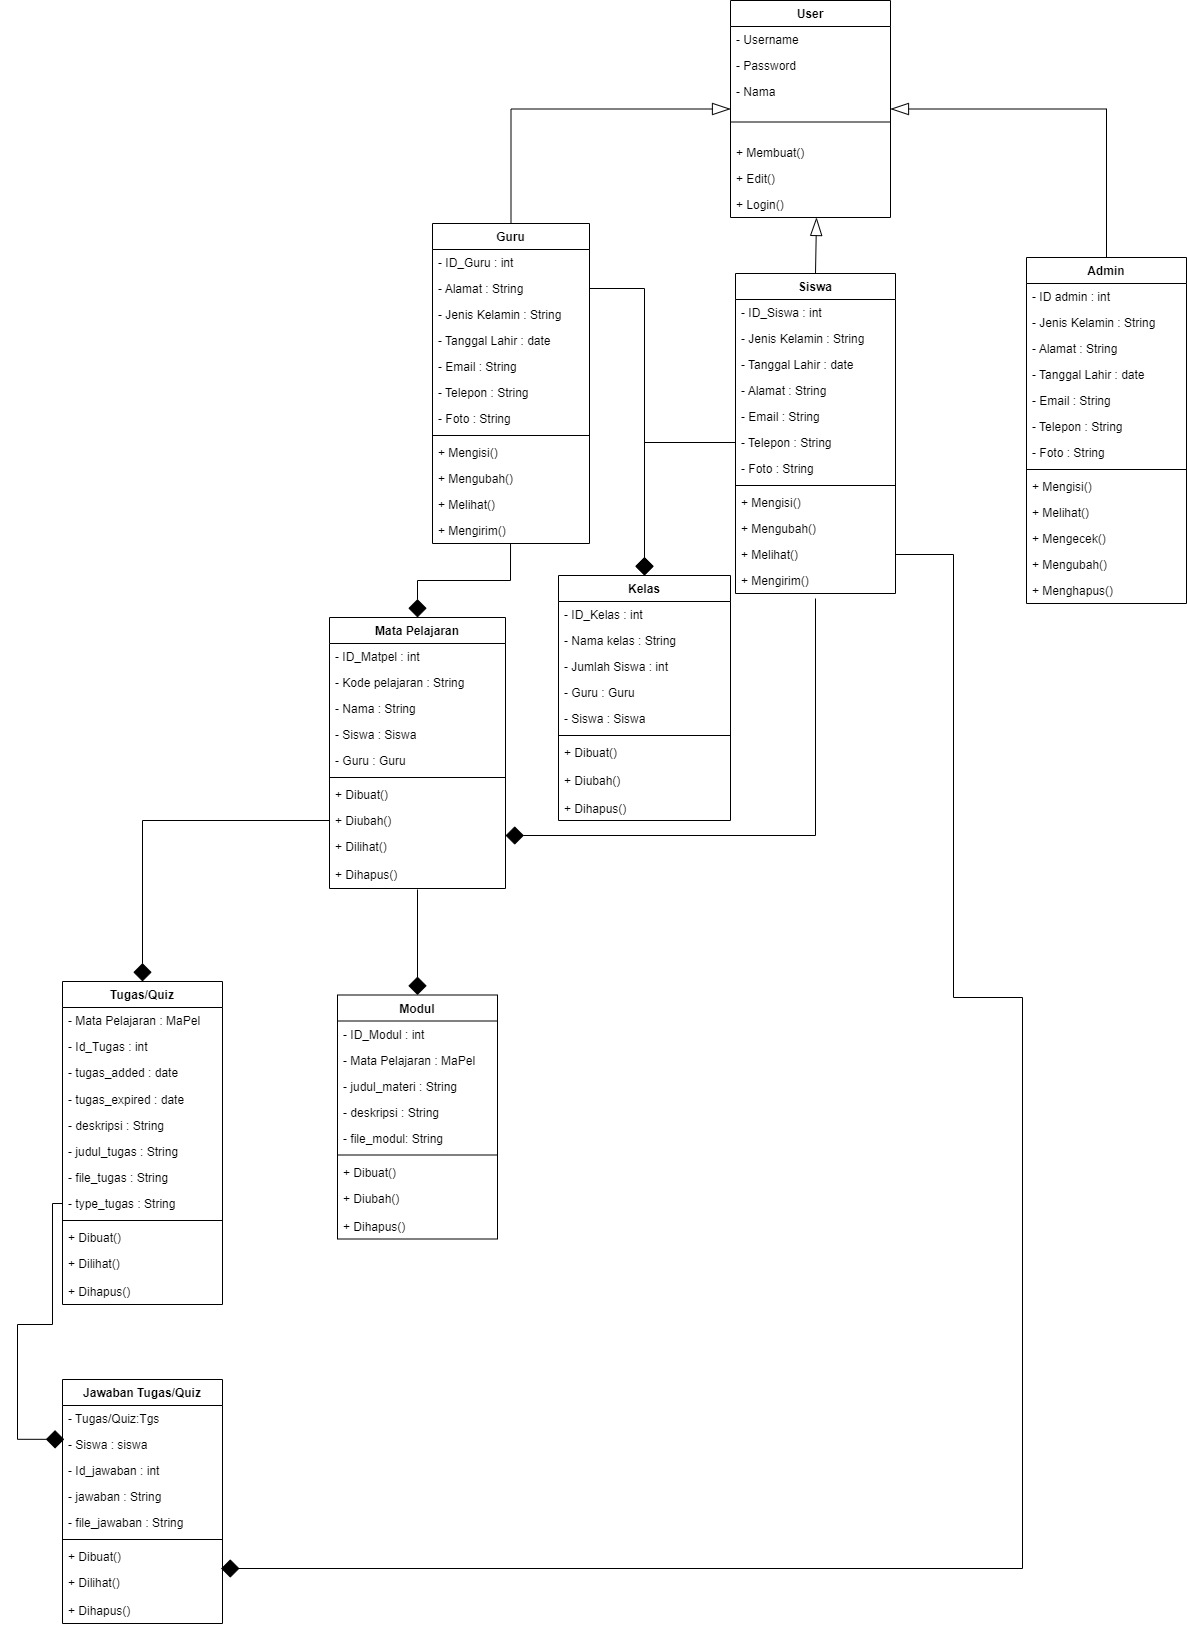 User
- Username
- Password
- Nama
+ Membuat()
+ Edit()
+ Login()
Guru
- ID_Guru : int
- Alamat : String
- Jenis Kelamin : String
- Tanggal Lahir : date
- Email : String
- Telepon : String
- Foto : String
+ Mengisi()
+ Mengubah()
+ Melihat()
+ Mengirim()
Siswa
- ID_Siswa : int
- Jenis Kelamin : String
- Tanggal Lahir : date
- Alamat : String
- Email : String
- Telepon : String
- Foto : String
+ Mengisi()
+ Mengubah()
+ Melihat()
+ Mengirim()
Admin
- ID admin : int
- Jenis Kelamin : String
- Alamat : String
- Tanggal Lahir : date
- Email : String
- Telepon : String
- Foto : String
+ Mengisi()
+ Melihat()
+ Mengecek()
+ Mengubah()
+ Menghapus()
Kelas
- ID_Kelas : int
- Nama kelas : String
- Jumlah Siswa : int
- Guru : Guru
- Siswa : Siswa
+ Dibuat()
+ Diubah()
+ Dihapus()
Mata Pelajaran
- ID_Matpel : int
- Kode pelajaran : String
- Nama : String
- Siswa : Siswa
- Guru : Guru
+ Dibuat()
+ Diubah()
+ Dilihat()
+ Dihapus()
Tugas/Quiz
- Mata Pelajaran : MaPel
- Id_Tugas : int
- tugas_added : date
- tugas_expired : date
- deskripsi : String
- judul_tugas : String
- file_tugas : String
- type_tugas : String
+ Dibuat()
+ Dilihat()
+ Dihapus()
Modul
- ID_Modul : int
- Mata Pelajaran : MaPel
- judul_materi : String
- deskripsi : String
- file_modul: String
+ Dibuat()
+ Diubah()
+ Dihapus()
Jawaban Tugas/Quiz
- Tugas/Quiz:Tgs
- Siswa : siswa
- Id_jawaban : int
- jawaban : String
- file_jawaban : String
+ Dibuat()
+ Dilihat()
+ Dihapus()